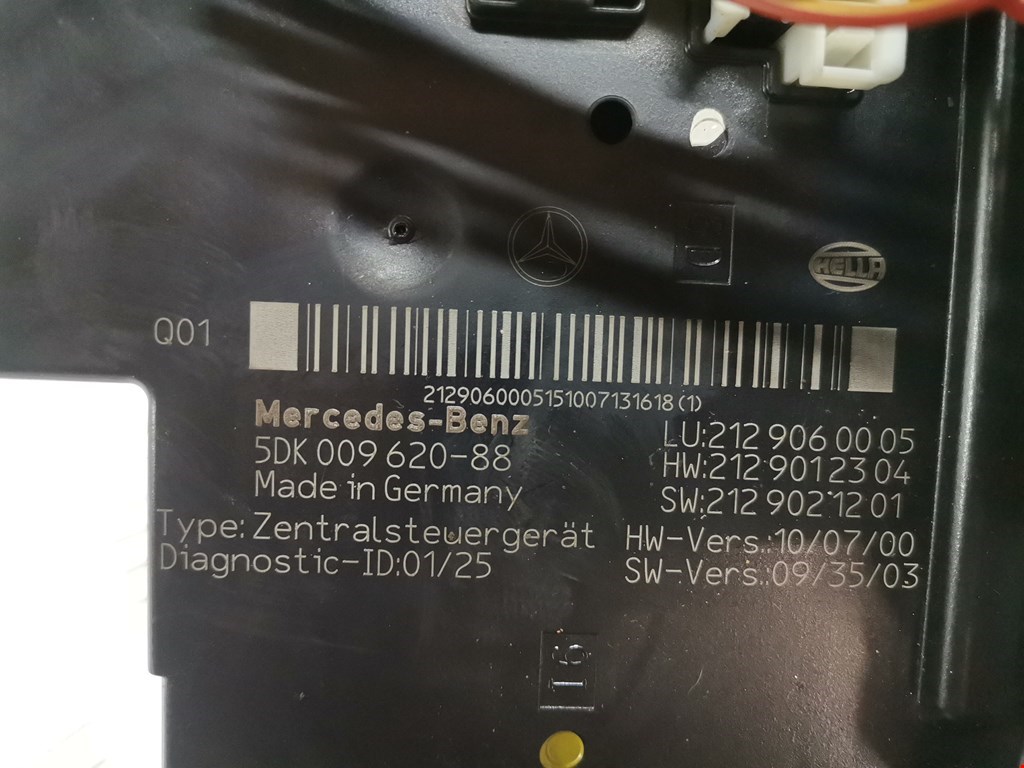 D
HELLA
Q01
2129060005151007131618(1)
Mercedes-Benz
5DK 009 620-88
Made in Germany
LU:212 906 00 05
HW:212 901 23 04
SW:212 902 12 01
Type:Zentralsteuergerät
Diagnostic-ID:01/25
HW-Vers.:10/07/00
SW-Vers.:09/35/03
16